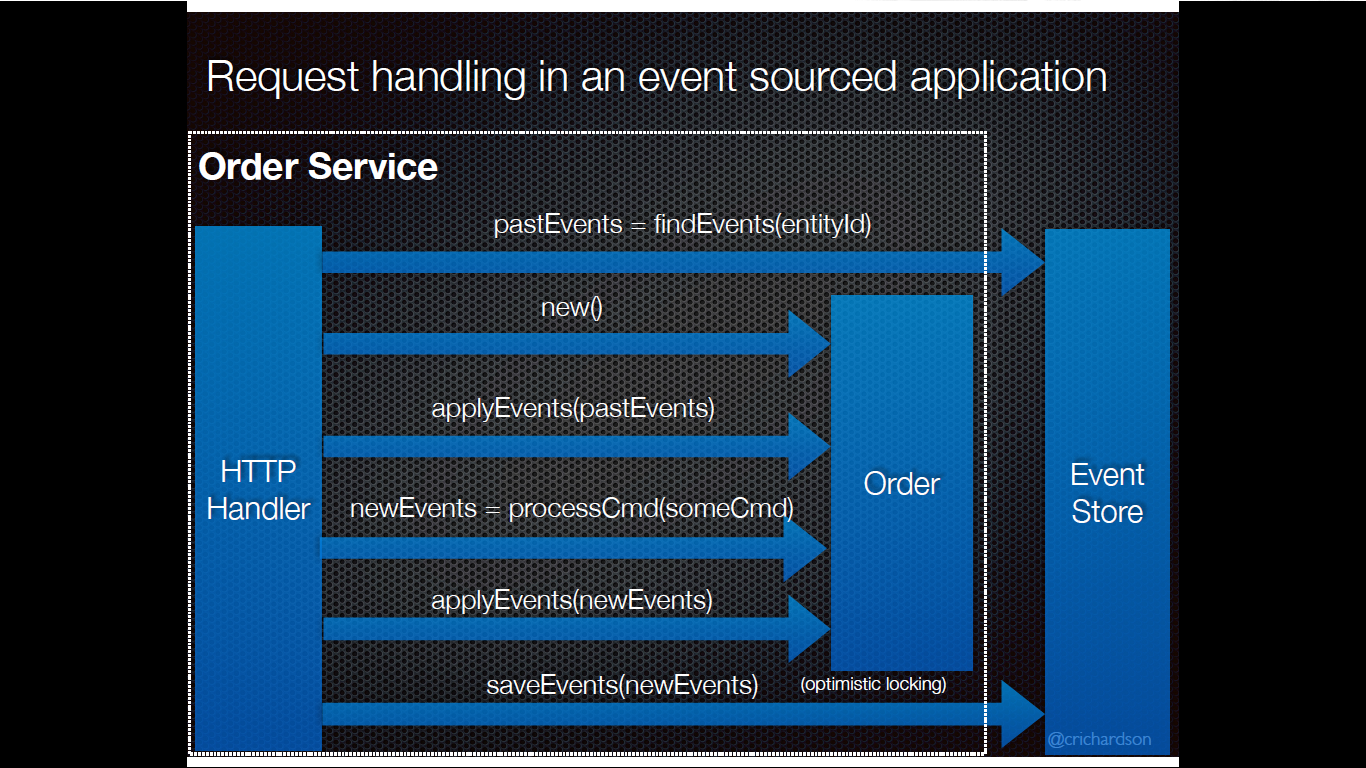 Request handling in an event sourced application
Order Service
pastEvents = findEvents(entityId)
new()
applyEvents(pastEvents)
HTTP
Handler
newEvents = processCmd(someCmd)
Order
Event
Store
applyEvents(newEvents)
saveEvents(newEvents)
(optimistic locking)
@crichardson